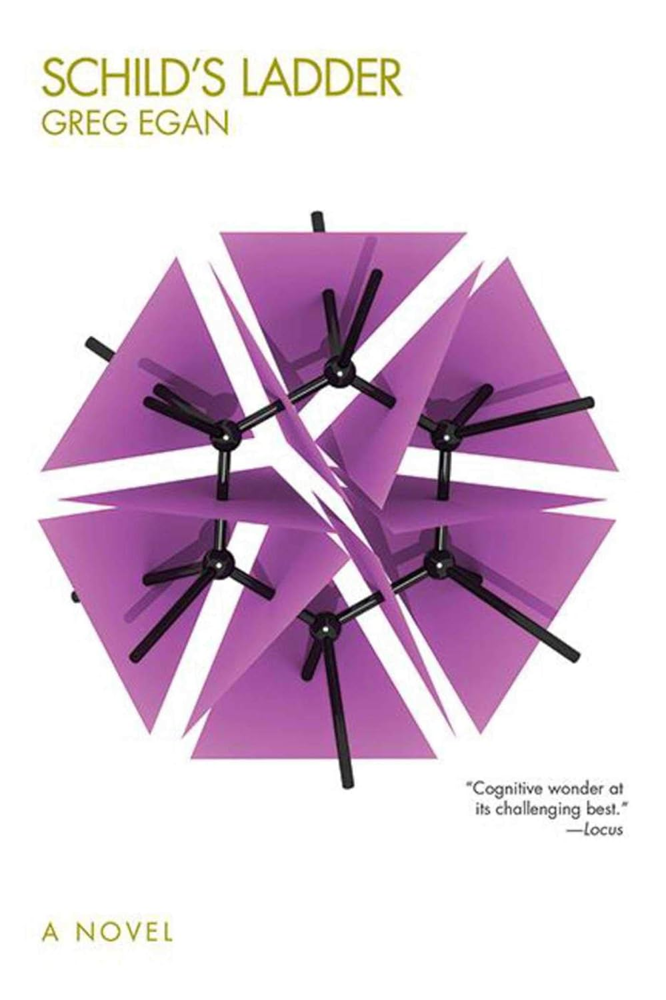 SCHILD'S LADDER
GREG EGAN
“Cognitive wonder at
its challenging best.”
—Locus
A NOVEL